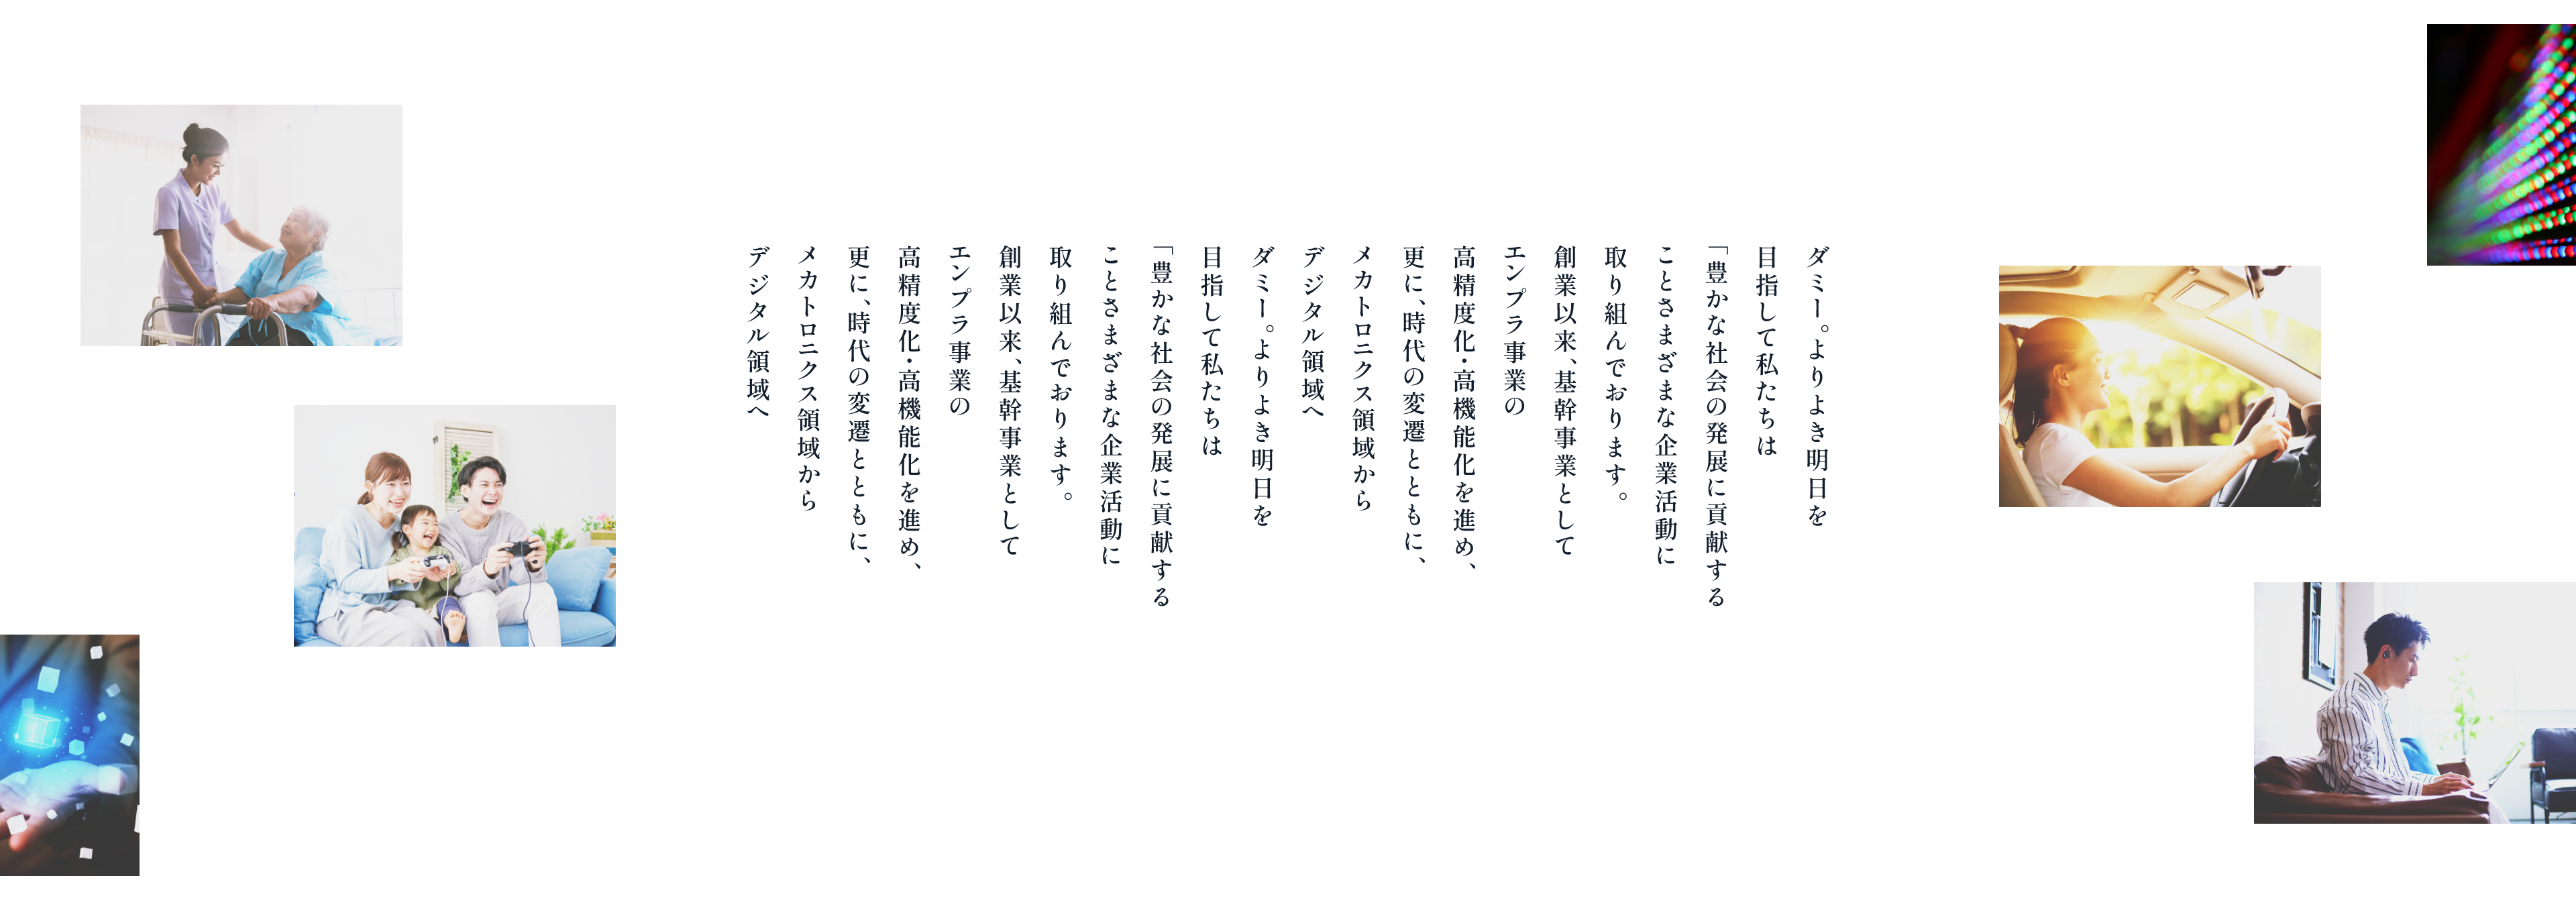 ダミー。よりよき明日を
目指して私たちは
「豊かな社会の発展に貢献する
ことさまざまな企業活動に
取り組んでおります。
創業以来、基幹事業として
エンプラ事業の
高精度化・高機能化を進め、
更に、時代の変遷とともに、
メカトロニクス領域から
デジタル領域へ
ダミー。よりよき明日を
目指して私たちは
「豊かな社会の発展に貢献する
ことさまざまな企業活動に
取り組んでおります。
創業以来、基幹事業として
エンプラ事業の
高精度化・高機能化を進め、
更に、時代の変遷とともに、
メカトロニクス領域から
デジタル領域へ